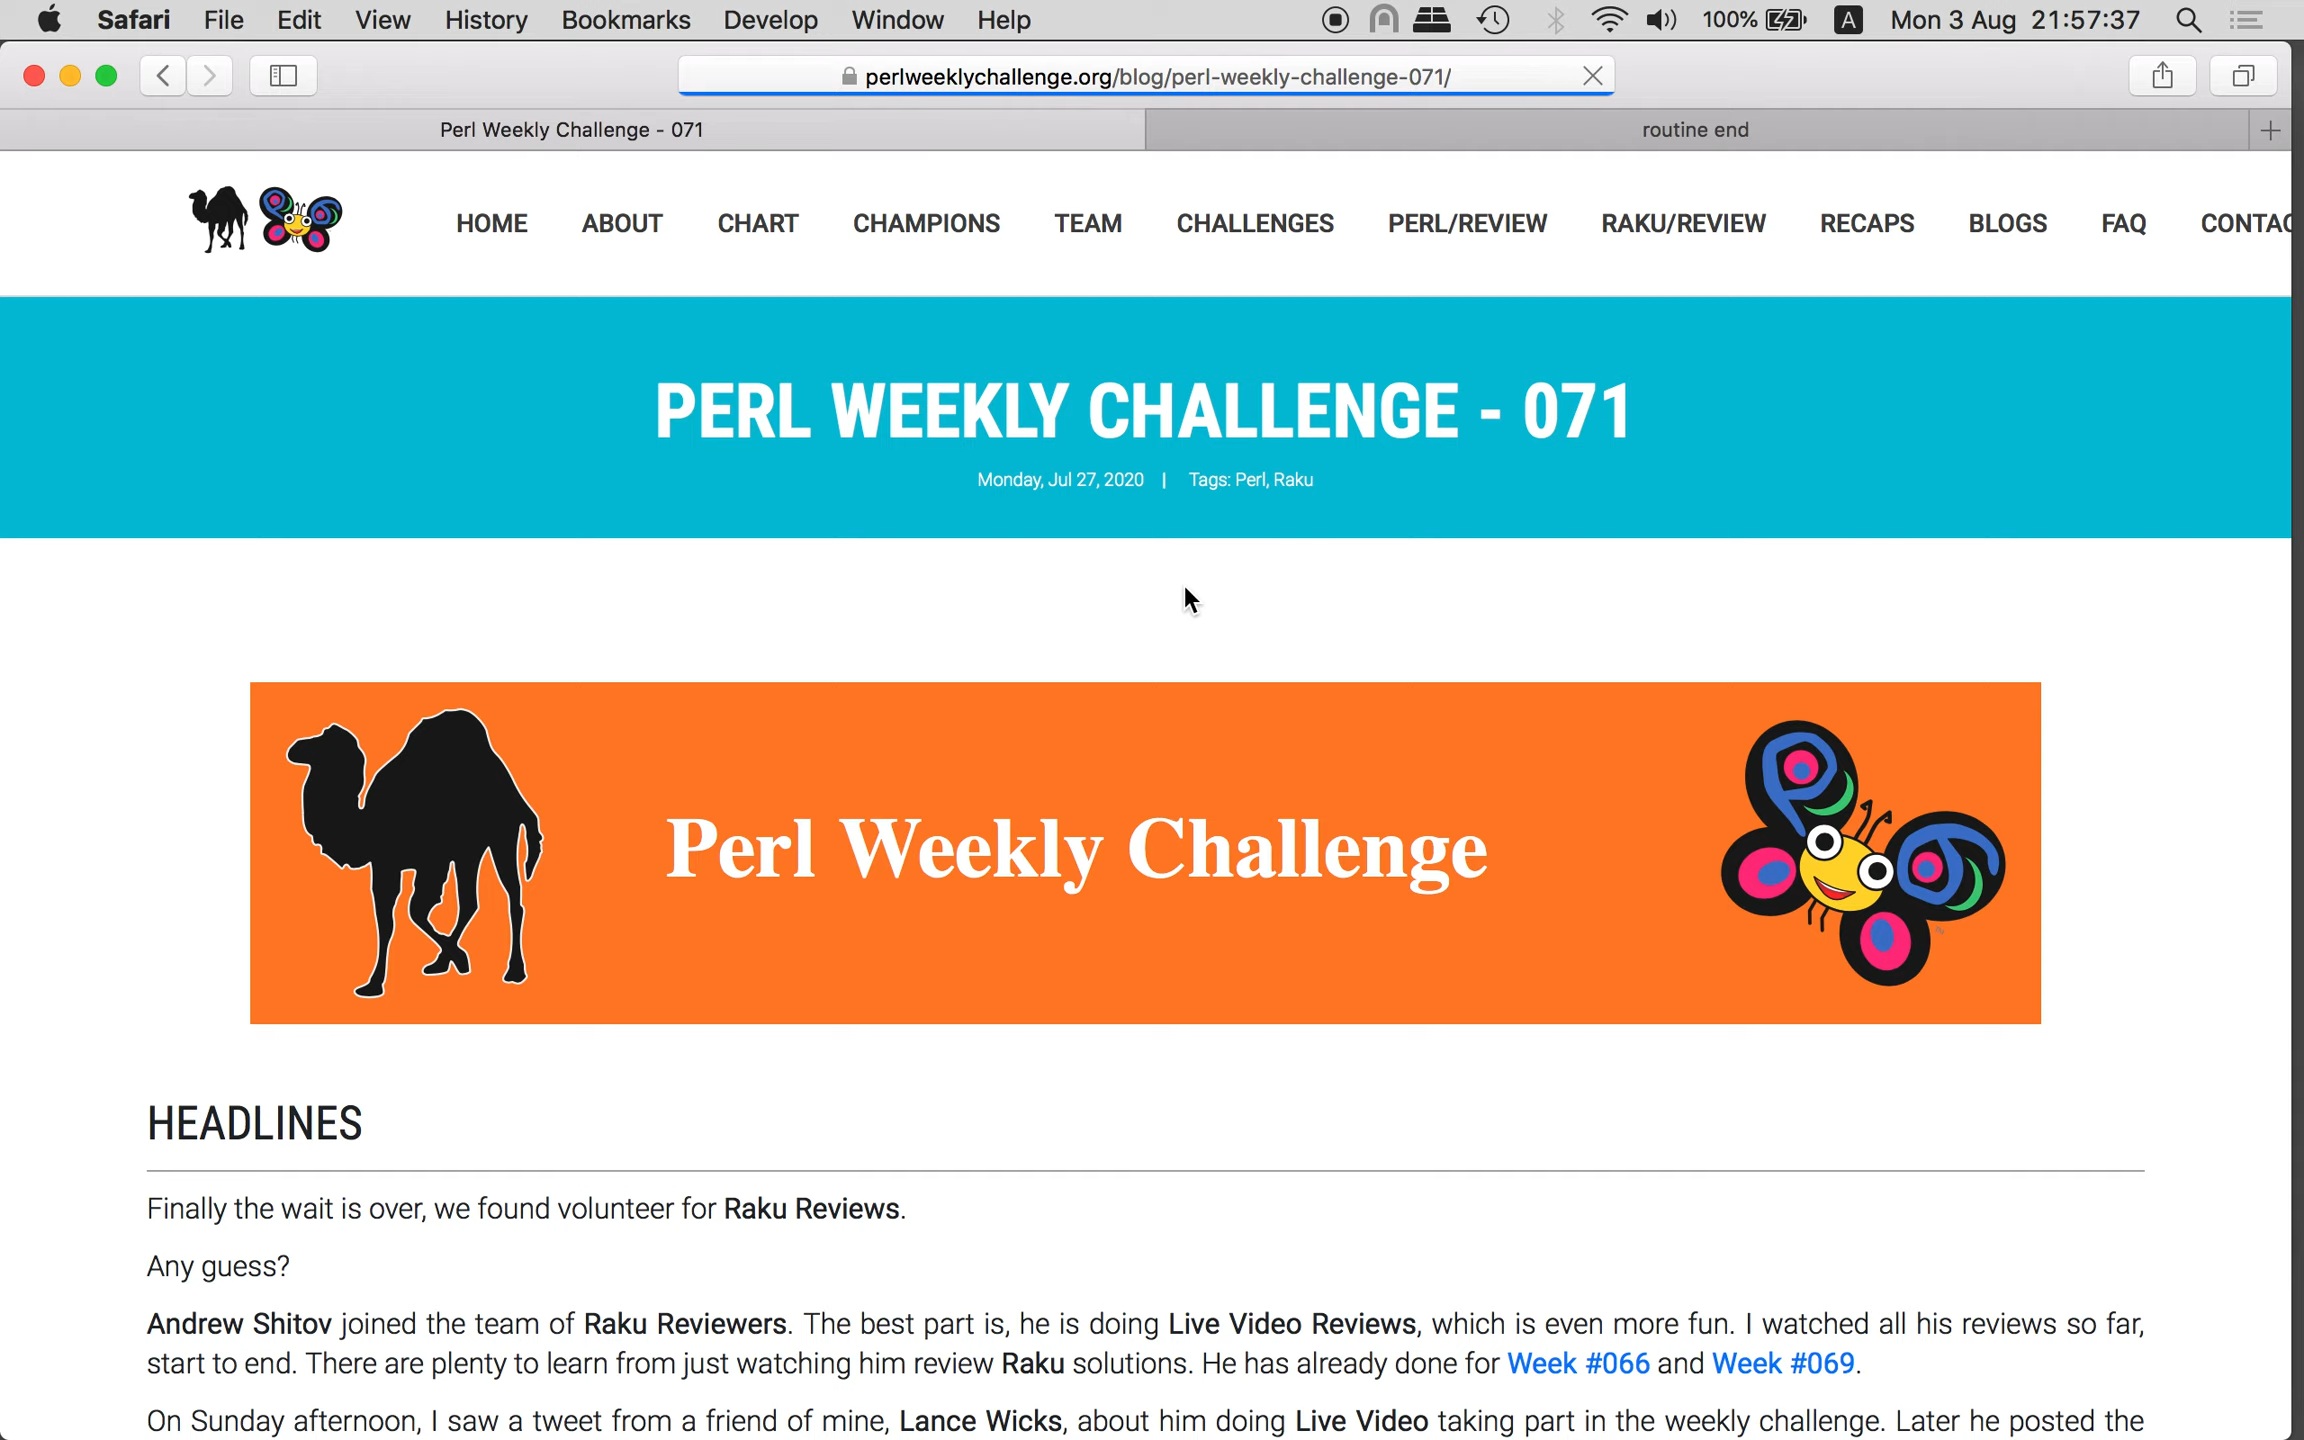 Safari File Edit View History Bookmarks Develop Window Help 100% A Mon 3 Aug 21:57:37
perlweeklychallenge.org/blog/perl-weekly-challenge-071/
Perl Weekly Challenge - 071 routine end
HOME ABOUT CHART CHAMPIONS TEAM CHALLENGES PERL/REVIEW RAKU/REVIEW RECAPS BLOGS FAQ CONTAC
PERL WEEKLY CHALLENGE - 071
Monday, Jul 27, 2020 | Tags: Perl, Raku
Perl Weekly Challenge
HEADLINES
Finally the wait is over, we found volunteer for Raku Reviews.
Any guess?
Andrew Shitov joined the team of Raku Reviewers. The best part is, he is doing Live Video Reviews, which is even more fun. I watched all his reviews so far,
start to end. There are plenty to learn from just watching him review Raku solutions. He has already done for Week #066 and Week #069.
On Sunday afternoon, I saw a tweet from a friend of mine, Lance Wicks, about him doing Live Video taking part in the weekly challenge. Later he posted the